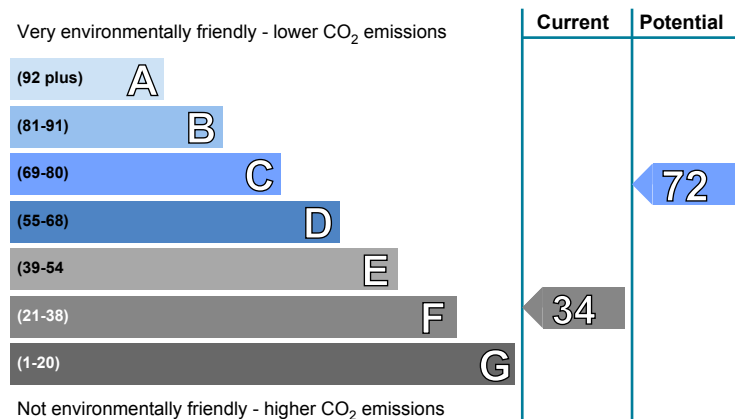 Very environmentally friendly - lower CO2 emissions
Current
Potential
(92 plus) A
(81-91) B
(69-80) C
72
(55-68) D
(39-54 E
(21-38) F
34
(1-20) G
Not environmentally friendly - higher CO2 emissions